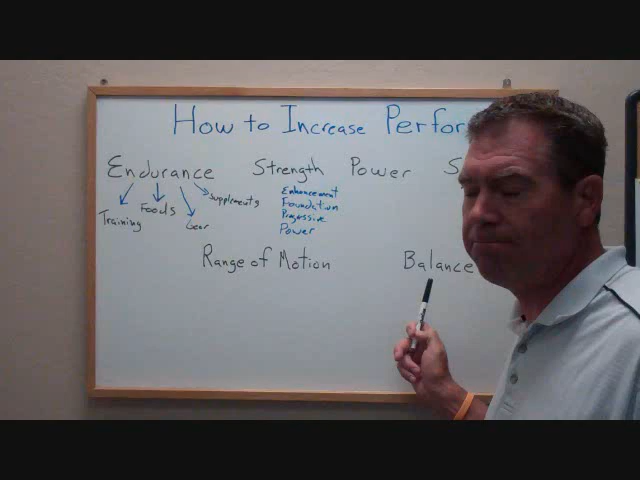 How to Increase Perfor
Endurance Strength Power S
Training Foods Gear Supplements
Enhancement
Foundation
Progressive
Power
Range of Motion Balance